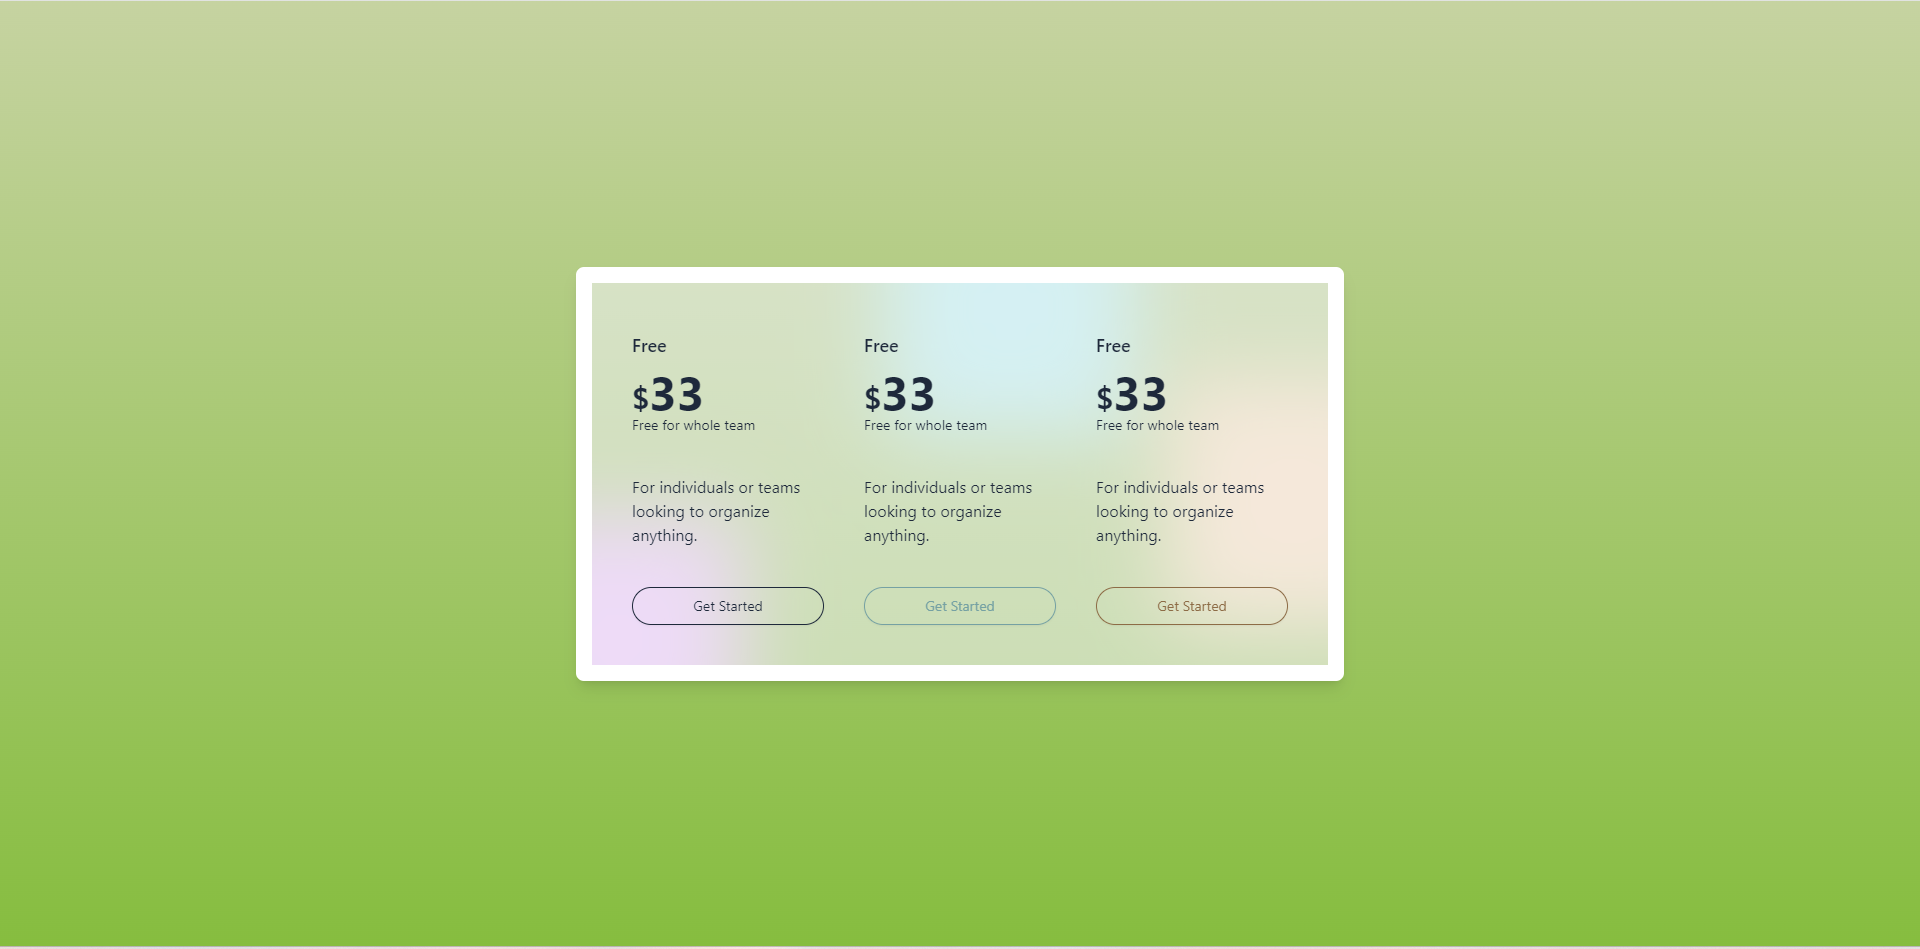 Free
$33
Free for whole team
For individuals or teams
looking to organize
anything.
Get Started
Free
$33
Free for whole team
For individuals or teams
looking to organize
anything.
Get Started
Free
$33
Free for whole team
For individuals or teams
looking to organize
anything.
Get Started